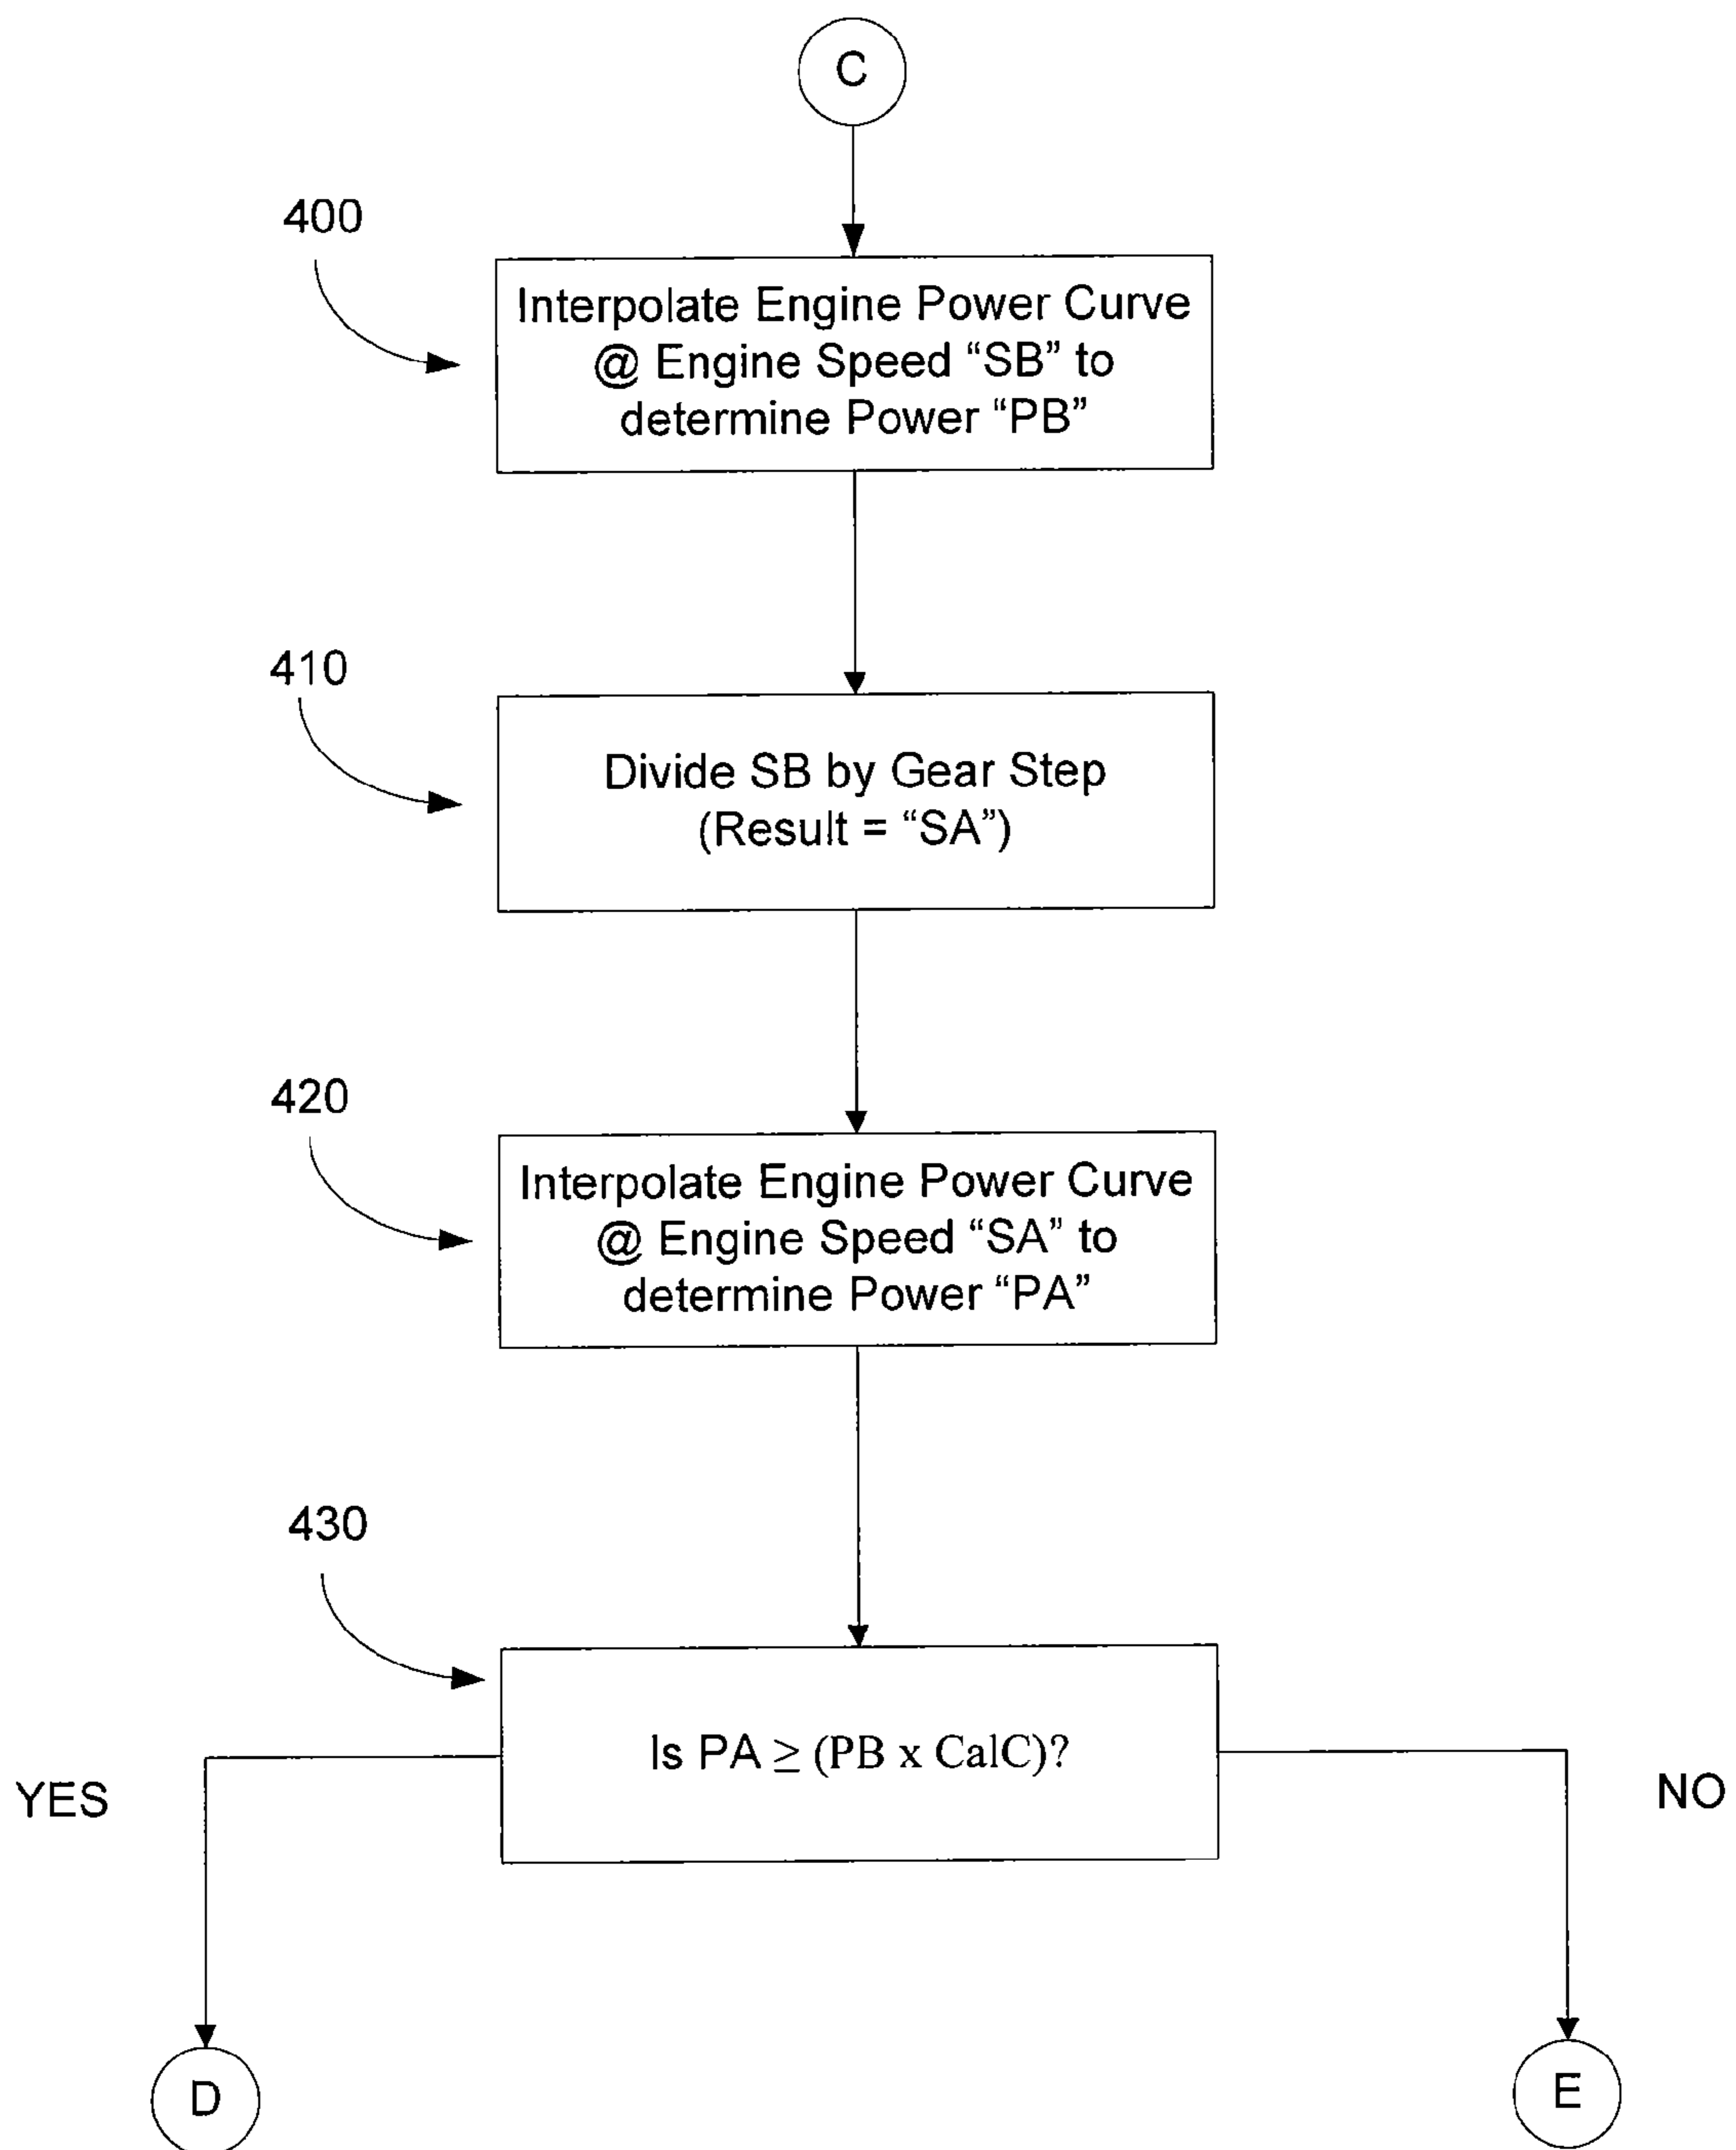 C
400
Interpolate Engine Power Curve
@ Engine Speed “SB” to
determine Power “PB”
410
Divide SB by Gear Step
(Result = “SA”)
420
Interpolate Engine Power Curve
@ Engine Speed “SA” to
determine Power “PA”
430
Is PA ≥ (PB x CalC)?
YES
NO
D
E